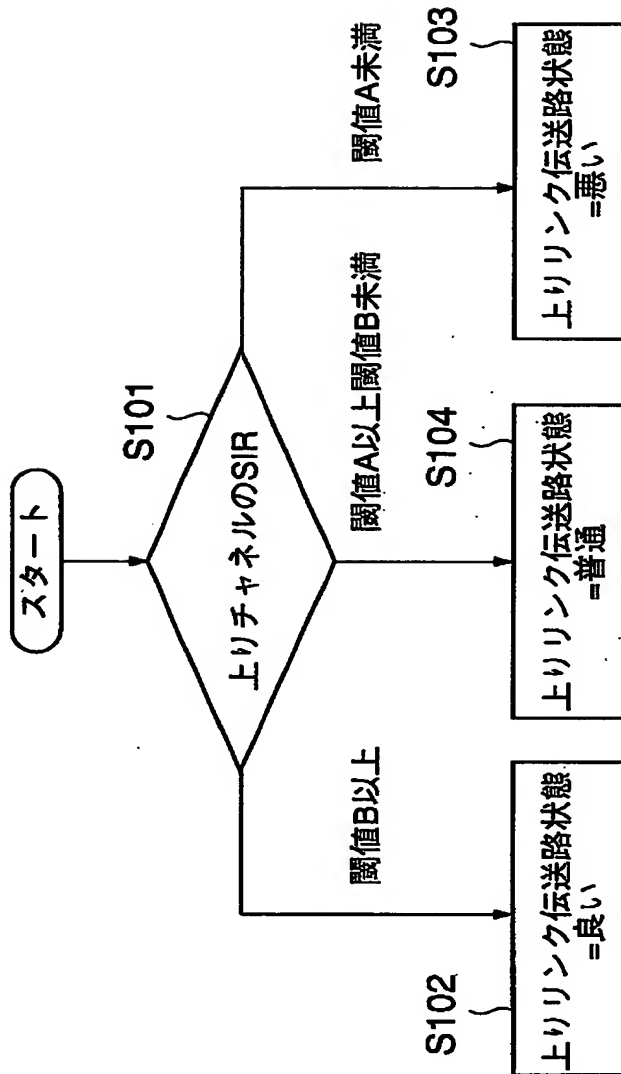 スタート
S101
上りチャネルのSIR
閾値B以上
閾値A以上閾値B未満
閾値A未満
S102
上りリンク伝送路状態
=良い
S104
上りリンク伝送路状態
=普通
S103
上りリンク伝送路状態
=悪い